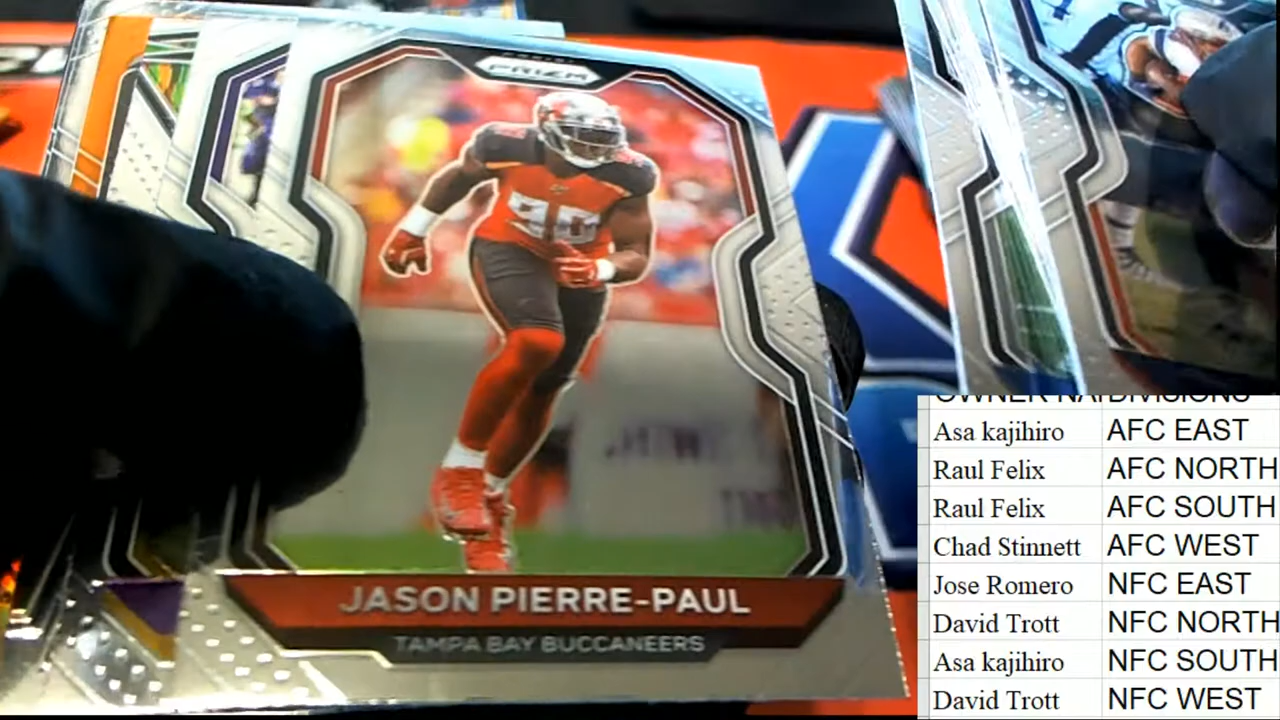 PRIZM
90
JASON PIERRE-PAUL
TAMPA BAY BUCCANEERS
DIVISIONS
Asa kajihiro AFC EAST
Raul Felix AFC NORTH
Raul Felix AFC SOUTH
Chad Stinnett AFC WEST
Jose Romero NFC EAST
David Trott NFC NORTH
Asa kajihiro NFC SOUTH
David Trott NFC WEST